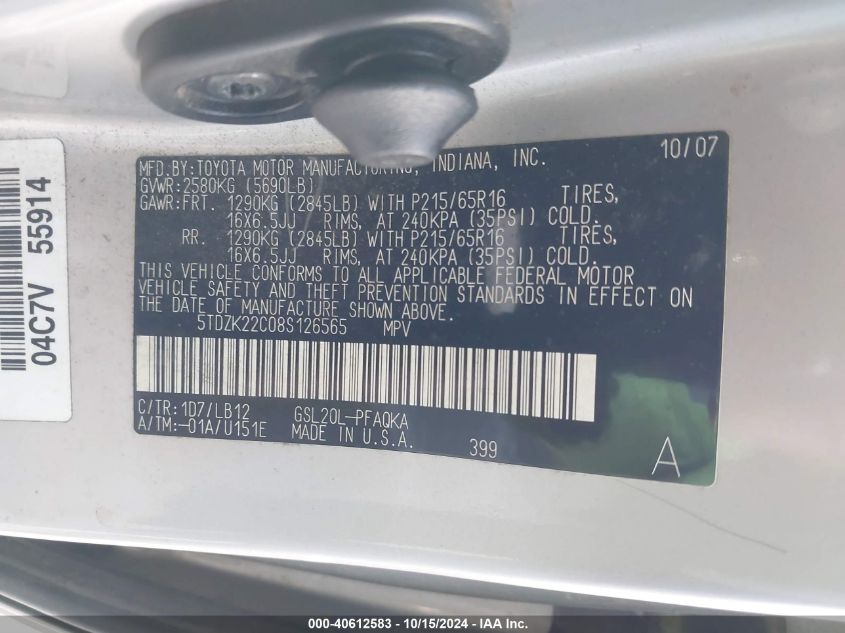 MFD.BY:TOYOTA MOTOR MANUFACTURING, INDIANA, INC. 10/07
GVWR:2580KG (5690LB)
GAWR:FRT. 1290KG (2845LB) WITH P215/65R16 TIRES,
16X6.5JJ RIMS, AT 240KPA (35PSI) COLD.
RR. 1290KG (2845LB) WITH P215/65R16 TIRES,
16X6.5JJ RIMS, AT 240KPA (35PSI) COLD.
THIS VEHICLE CONFORMS TO ALL APPLICABLE FEDERAL MOTOR
VEHICLE SAFETY AND THEFT PREVENTION STANDARDS IN EFFECT ON
THE DATE OF MANUFACTURE SHOWN ABOVE.
5TDZK22C08S126565 MPV
C/TR:1D7/LB12 GSL20L-PFAQKA
A/TM:-01A/U151E MADE IN U.S.A. 399
A
04C7V 55914
000-40612583 - 10/15/2024 - IAAI.com.